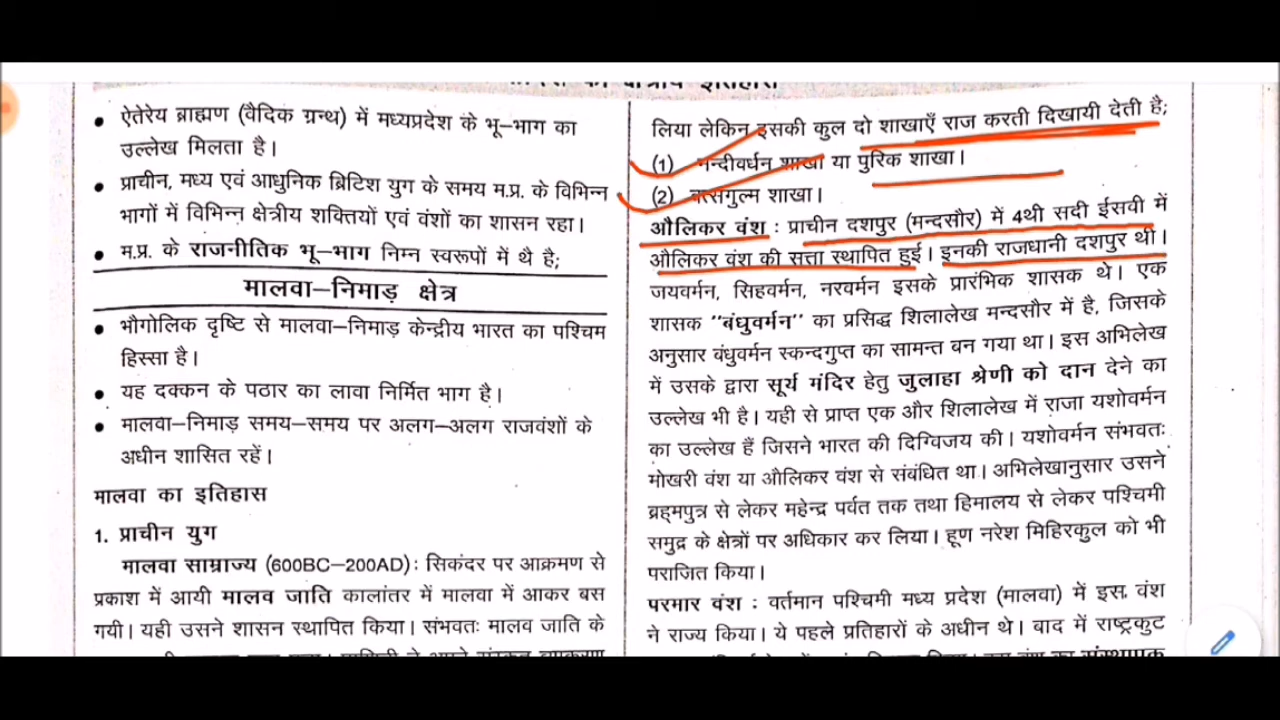 ऐतेरेय ब्राह्मण (वैदिक ग्रन्थ) में मध्यप्रदेश के भू–भाग का
उल्लेख मिलता है।
प्राचीन, मध्य एवं आधुनिक ब्रिटिश युग के समय म.प्र. के विभिन्न
भागों में विभिन्न क्षेत्रीय शक्तियों एवं वंशों का शासन रहा।
म.प्र. के राजनीतिक भू–भाग निम्न स्वरूपों में थै है;
मालवा–निमाड़ क्षेत्र
भौगोलिक दृष्टि से मालवा–निमाड़ केन्द्रीय भारत का पश्चिम
हिस्सा है।
यह दक्कन के पठार का लावा निर्मित भाग है।
मालवा–निमाड़ समय–समय पर अलग–अलग राजवंशों के
अधीन शासित रहें।
मालवा का इतिहास
1. प्राचीन युग
मालवा साम्राज्य (600BC–200AD) : सिकंदर पर आक्रमण से
प्रकाश में आयी मालव जाति कालांतर में मालवा में आकर बस
गयी। यही उसने शासन स्थापित किया। संभवतः मालव जाति के
लिया लेकिन इसकी कुल दो शाखाएँ राज करती दिखायी देती है;
(1) नन्दीवर्धन शाखा या पुरिक शाखा।
(2) वत्सगुल्म शाखा।
औलिकर वंश : प्राचीन दशपुर (मन्दसौर) में 4थी सदी ईसवी में
औलिकर वंश की सत्ता स्थापित हुई। इनकी राजधानी दशपुर थी।
जयवर्मन, सिहवर्मन, नरवर्मन इसके प्रारंभिक शासक थे। एक
शासक "बंधुवर्मन" का प्रसिद्ध शिलालेख मन्दसौर में है, जिसके
अनुसार बंधुवर्मन स्कन्दगुप्त का सामन्त बन गया था। इस अभिलेख
में उसके द्वारा सूर्य मंदिर हेतु जुलाहा श्रेणी को दान देने का
उल्लेख भी है। यही से प्राप्त एक और शिलालेख में राजा यशोवर्मन
का उल्लेख हैं जिसने भारत की दिग्विजय की। यशोवर्मन संभवतः
मोखरी वंश या औलिकर वंश से संबंधित था। अभिलेखानुसार उसने
ब्रह्मपुत्र से लेकर महेन्द्र पर्वत तक तथा हिमालय से लेकर पश्चिमी
समुद्र के क्षेत्रों पर अधिकार कर लिया। हूण नरेश मिहिरकुल को भी
पराजित किया।
परमार वंश : वर्तमान पश्चिमी मध्य प्रदेश (मालवा) में इस वंश
ने राज्य किया। ये पहले प्रतिहारों के अधीन थे। बाद में राष्ट्रकुट